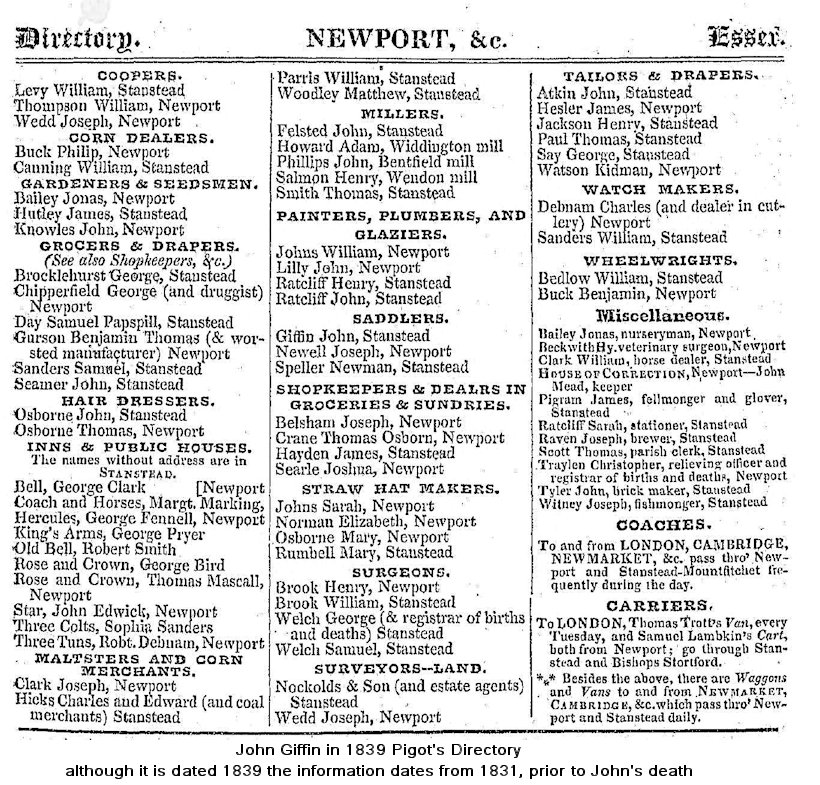 Directory. NEWPORT, &c. Essex.
COOPERS.
Levy William, Stanstead
Thompson William, Newport
Wedd Joseph, Newport
CORN DEALERS.
Buck Philip, Newport
Canning William, Stanstead
GARDENERS & SEEDSMEN.
Bailey Jonas, Newport
Hutley James, Stanstead
Knowles John, Newport
GROCERS & DRAPERS.
(See also Shopkeepers, &c.)
Brocklehurst George, Stanstead
Chipperfield George (and druggist)
Newport
Day Samuel Papspill, Stanstead
Gurson Benjamin Thomas (& wor-
sted manufacturer) Newport
Sanders Samuel, Stanstead
Seamer John, Stanstead
HAIR DRESSERS.
Osborne John, Stanstead
Osborne Thomas, Newport
INNS & PUBLIC HOUSES.
The names without address are in
STANSTEAD.
Bell, George Clark [Newport
Coach and Horses, Margt. Marking,
Hercules, George Fennell, Newport
King's Arms, George Pryer
Old Bell, Robert Smith
Rose and Crown, George Bird
Rose and Crown, Thomas Mascall,
Newport
Star, John Edwick, Newport
Three Colts, Sophia Sanders
Three Tuns, Robt. Debnam, Newport
MALTSTERS AND CORN
MERCHANTS.
Clark Joseph, Newport
Hicks Charles and Edward (and coal
merchants) Stanstead
Parris William, Stanstead
Woodley Matthew, Stanstead
MILLERS.
Felsted John, Stanstead
Howard Adam, Widdington mill
Phillips John, Bentfield mill
Salmon Henry, Wendon mill
Smith Thomas, Stanstead
PAINTERS, PLUMBERS, AND
GLAZIERS.
Johns William, Newport
Lilly John, Newport
Ratcliff Henry, Stanstead
Ratcliff John, Stanstead
SADDLERS.
Giffin John, Stanstead
Newell Joseph, Newport
Speller Newman, Stanstead
SHOPKEEPERS & DEALRS IN
GROCERIES & SUNDRIES.
Belsham Joseph, Newport
Crane Thomas Osborn, Newport
Hayden James, Stanstead
Searle Joshua, Newport
STRAW HAT MAKERS.
Johns Sarah, Newport
Norman Elizabeth, Newport
Osborne Mary, Newport
Rumbell Mary, Stanstead
SURGEONS.
Brook Henry, Newport
Brook William, Stanstead
Welch George (& registrar of births
and deaths) Stanstead
Welch Samuel, Stanstead
SURVEYORS--LAND.
Nockolds & Son (and estate agents)
Stanstead
Wedd Joseph, Newport
TAILORS & DRAPERS.
Atkin John, Stanstead
Hesler James, Newport
Jackson Henry, Stanstead
Paul Thomas, Stanstead
Say George, Stanstead
Watson Kidman, Newport
WATCH MAKERS.
Debnam Charles (and dealer in cut-
lery) Newport
Sanders William, Stanstead
WHEELWRIGHTS.
Bedlow William, Stanstead
Buck Benjamin, Newport
Miscellaneous.
Bailey Jonas, nurseryman, Newport
Beckwith Hy. veterinary surgeon, Newport
Clark William, horse dealer, Stanstead
HOUSE OF CORRECTION, Newport—John
Mead, keeper
Pigram James, fellmonger and glover,
Stanstead
Ratcliff Sarah, stationer, Stanstead
Raven Joseph, brewer, Stanstead
Scott Thomas, parish clerk, Stanstead
Traylen Christopher, relieving officer and
registrar of births and deaths, Newport
Tyler John, brick maker, Stanstead
Witney Joseph, fishmonger, Stanstead
COACHES.
To and from LONDON, CAMBRIDGE,
NEWMARKET, &c. pass thro' New-
port and Stanstead-Mountfitchet fre-
quently during the day.
CARRIERS.
To LONDON, Thomas Trott's Van, every
Tuesday, and Samuel Lambkin's Cart,
both from Newport; go through Stan-
stead and Bishops Stortford.
*** Besides the above, there are Waggons
and Vans to and from NEWMARKET,
CAMBRIDGE, &c. which pass thro' New-
port and Stanstead daily.
John Giffin in 1839 Pigot's Directory
although it is dated 1839 the information dates from 1831, prior to John's death